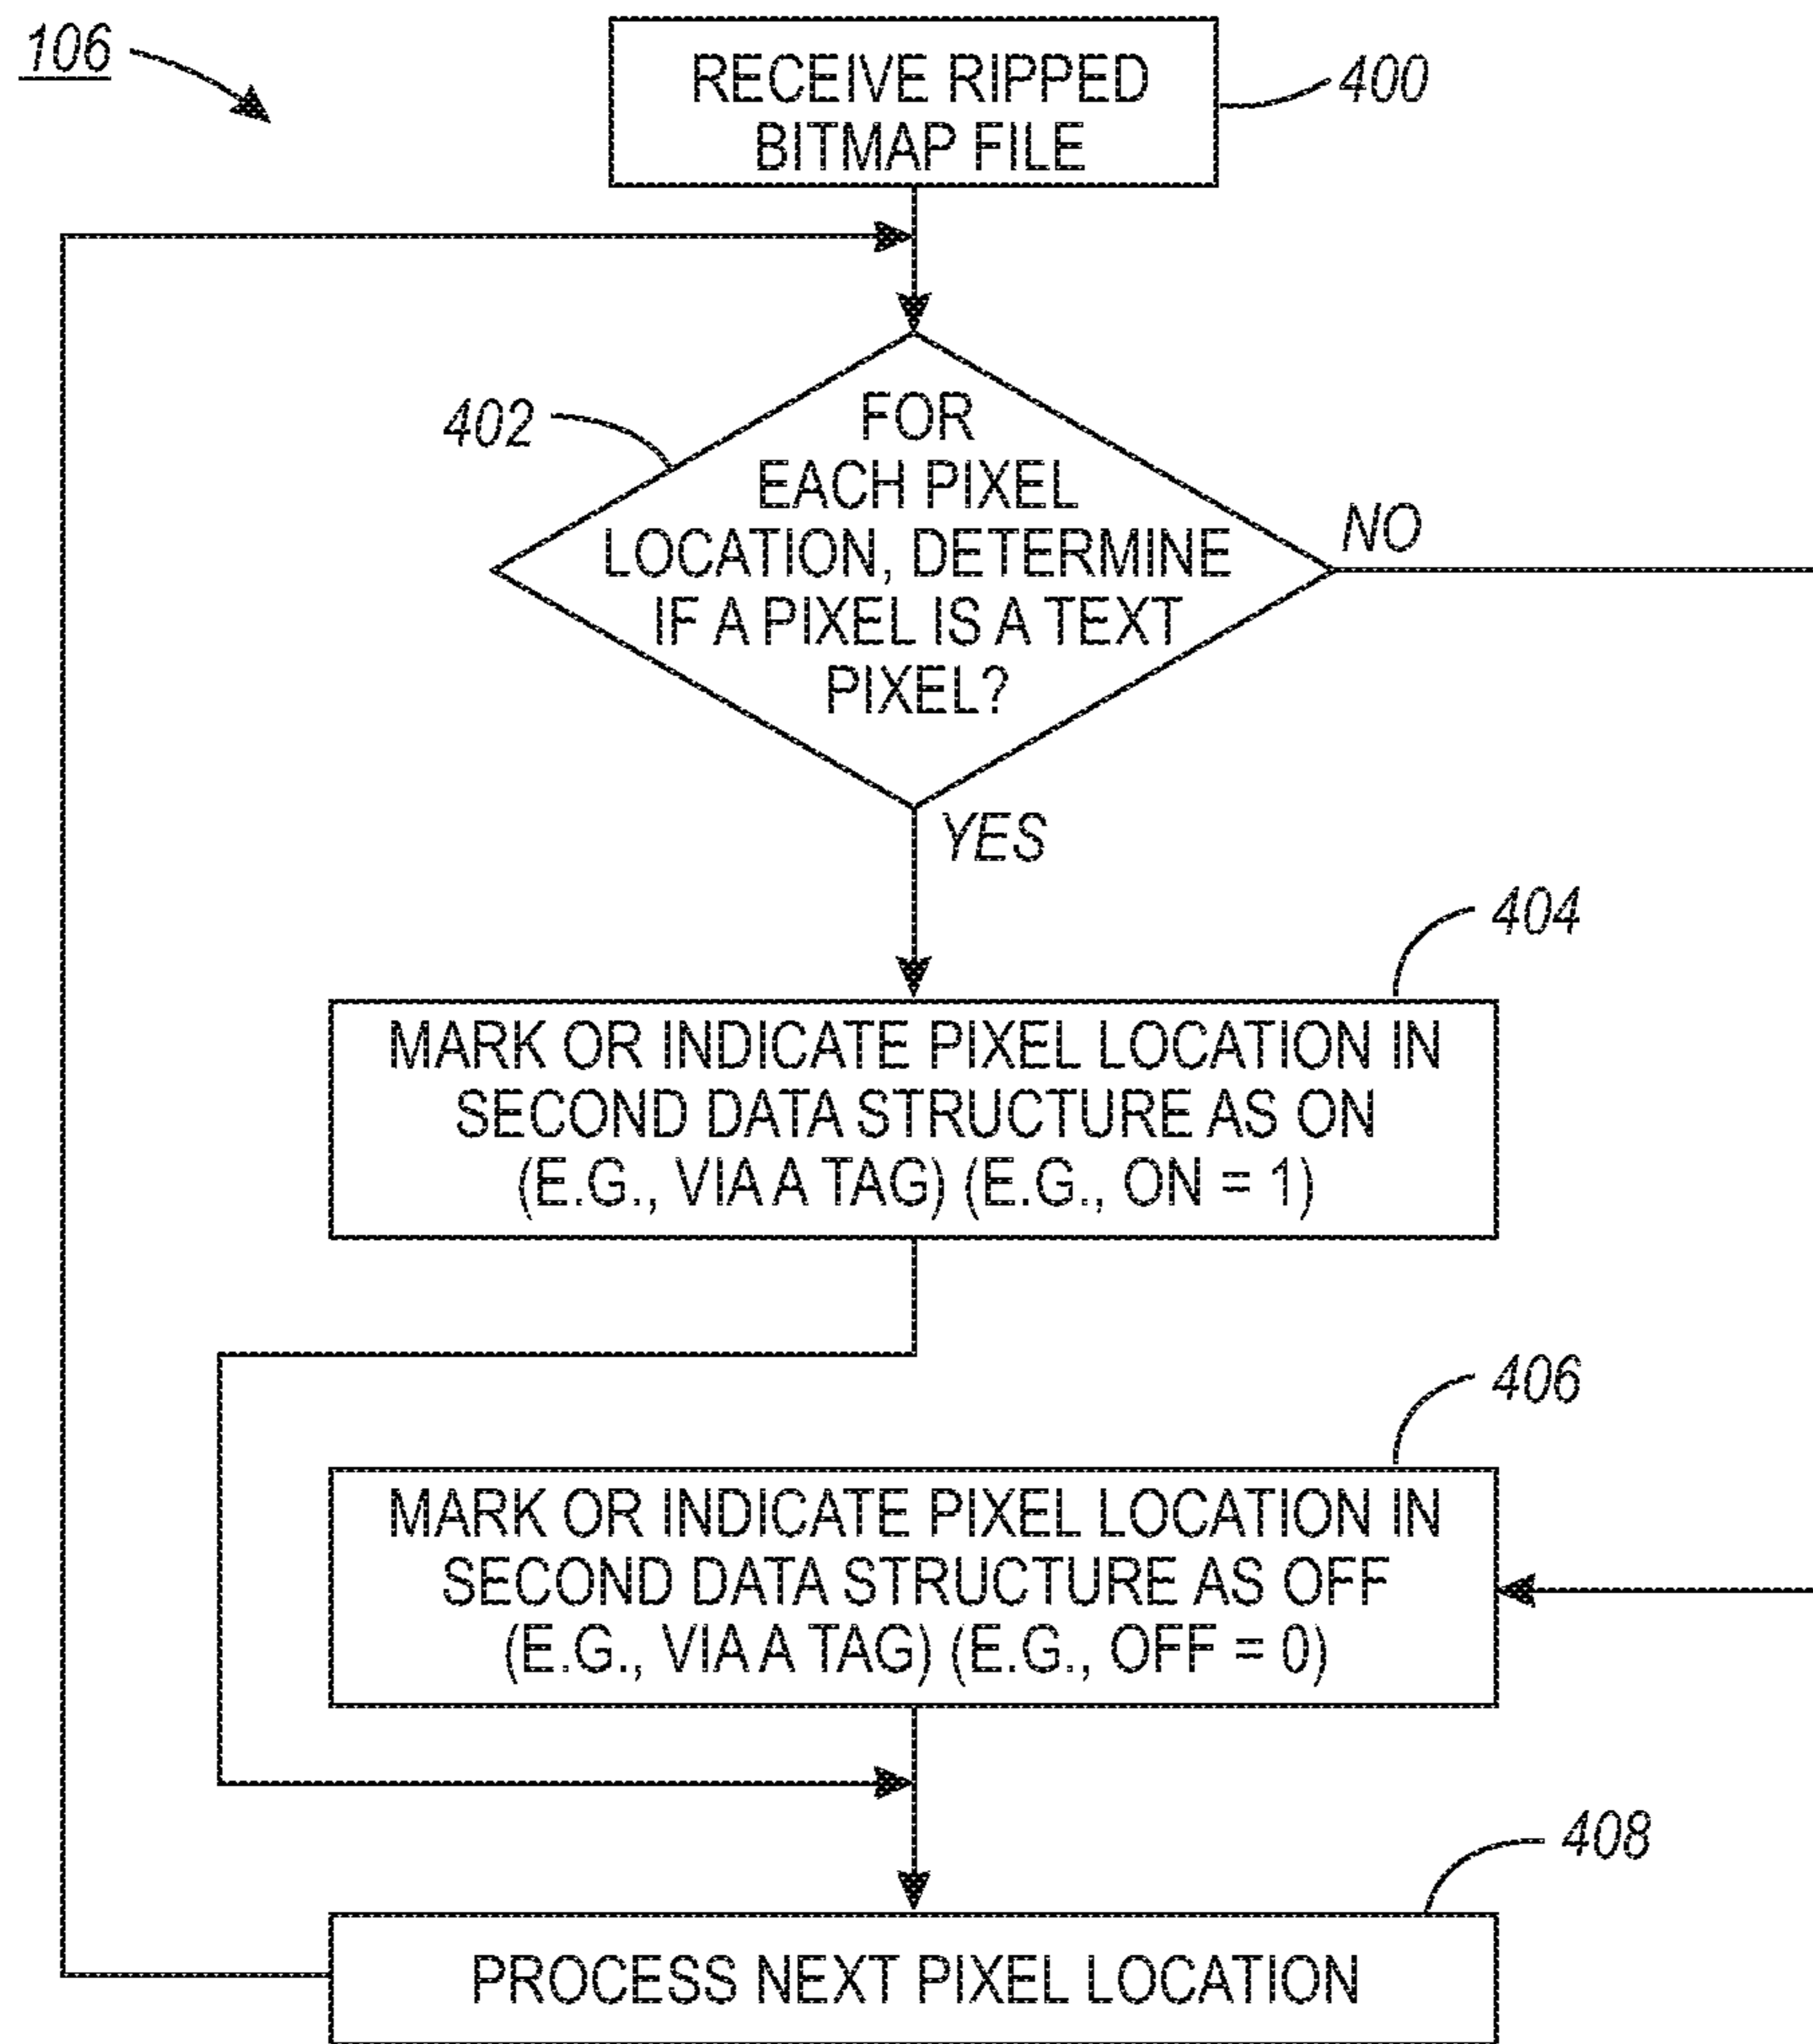 106
RECEIVE RIPPED
BITMAP FILE
400
402
FOR
EACH PIXEL
LOCATION, DETERMINE
IF A PIXEL IS A TEXT
PIXEL?
NO
YES
404
MARK OR INDICATE PIXEL LOCATION IN
SECOND DATA STRUCTURE AS ON
(E.G., VIA A TAG) (E.G., ON = 1)
406
MARK OR INDICATE PIXEL LOCATION IN
SECOND DATA STRUCTURE AS OFF
(E.G., VIA A TAG) (E.G., OFF = 0)
408
PROCESS NEXT PIXEL LOCATION